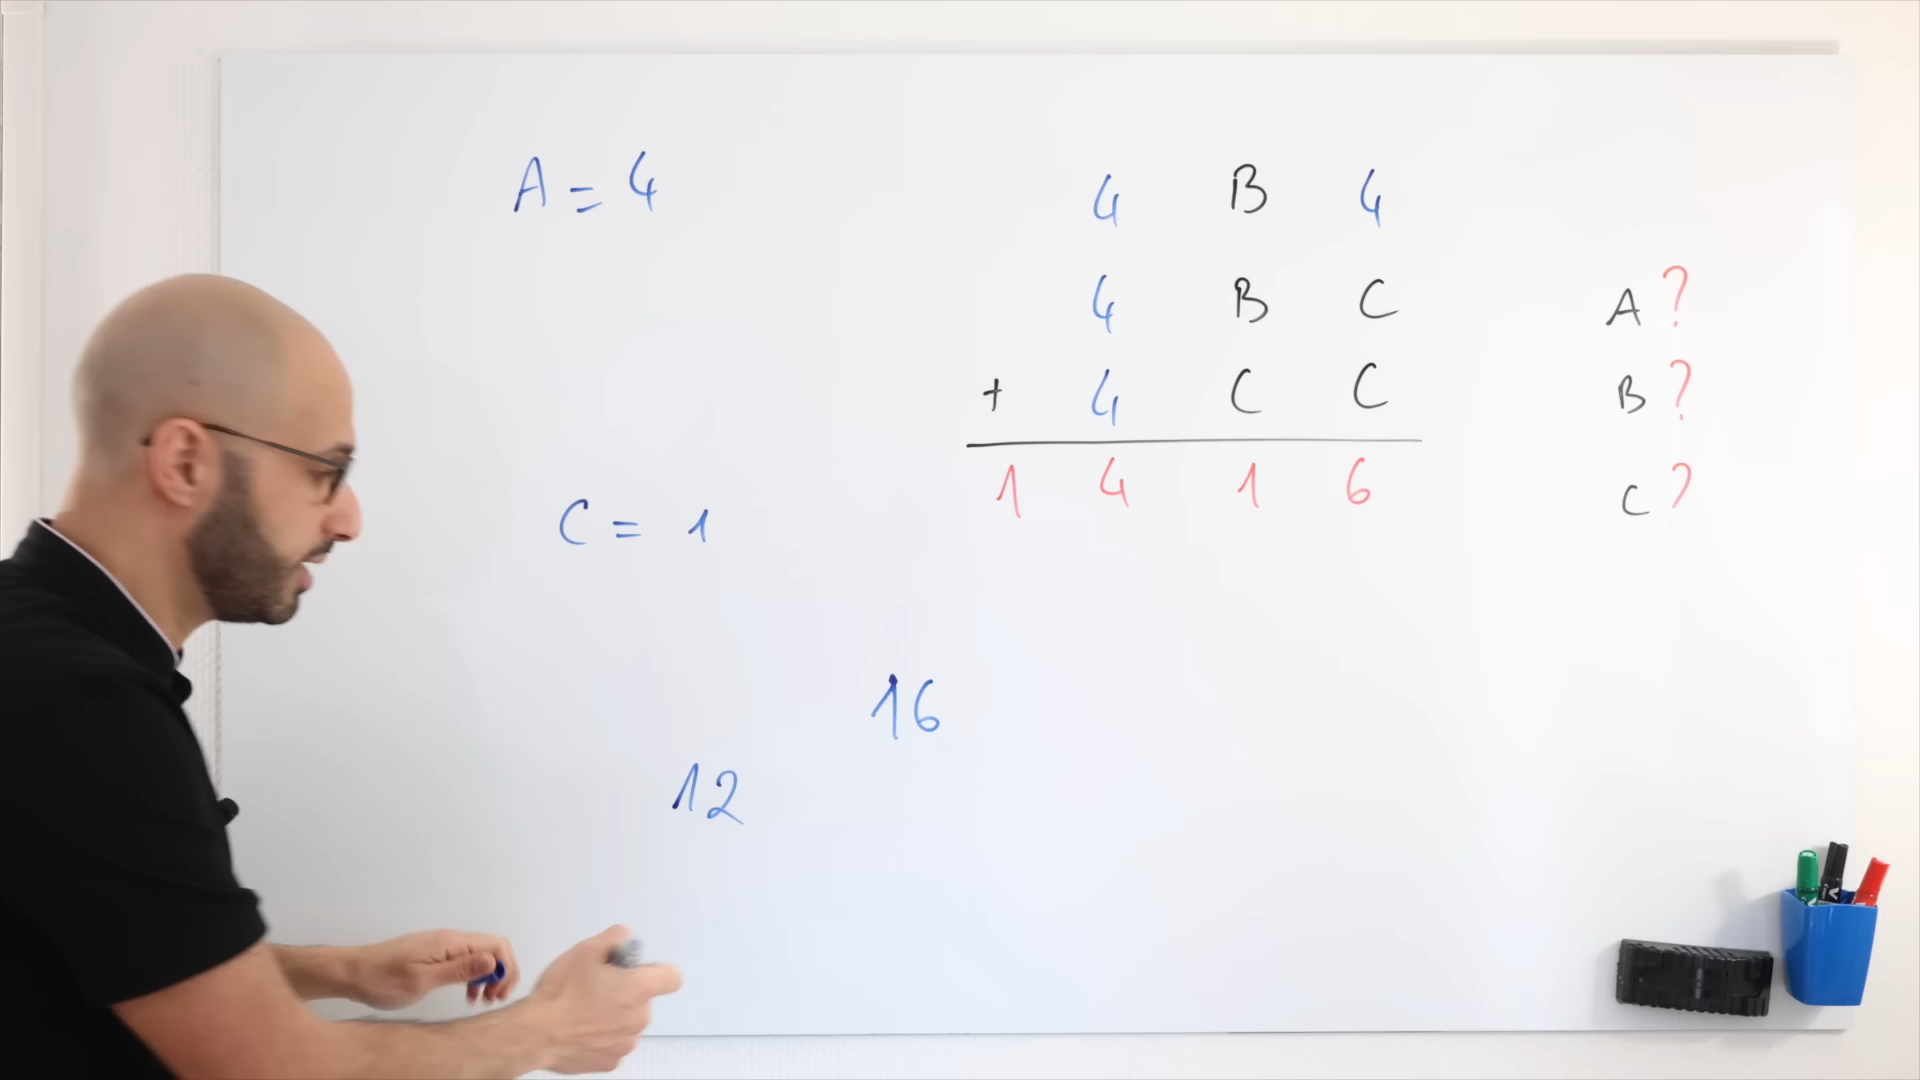 A = 4
4 B 4
4 B C
+ 4 C C
1 4 1 6
A ?
B ?
C ?
C = 1
16
12